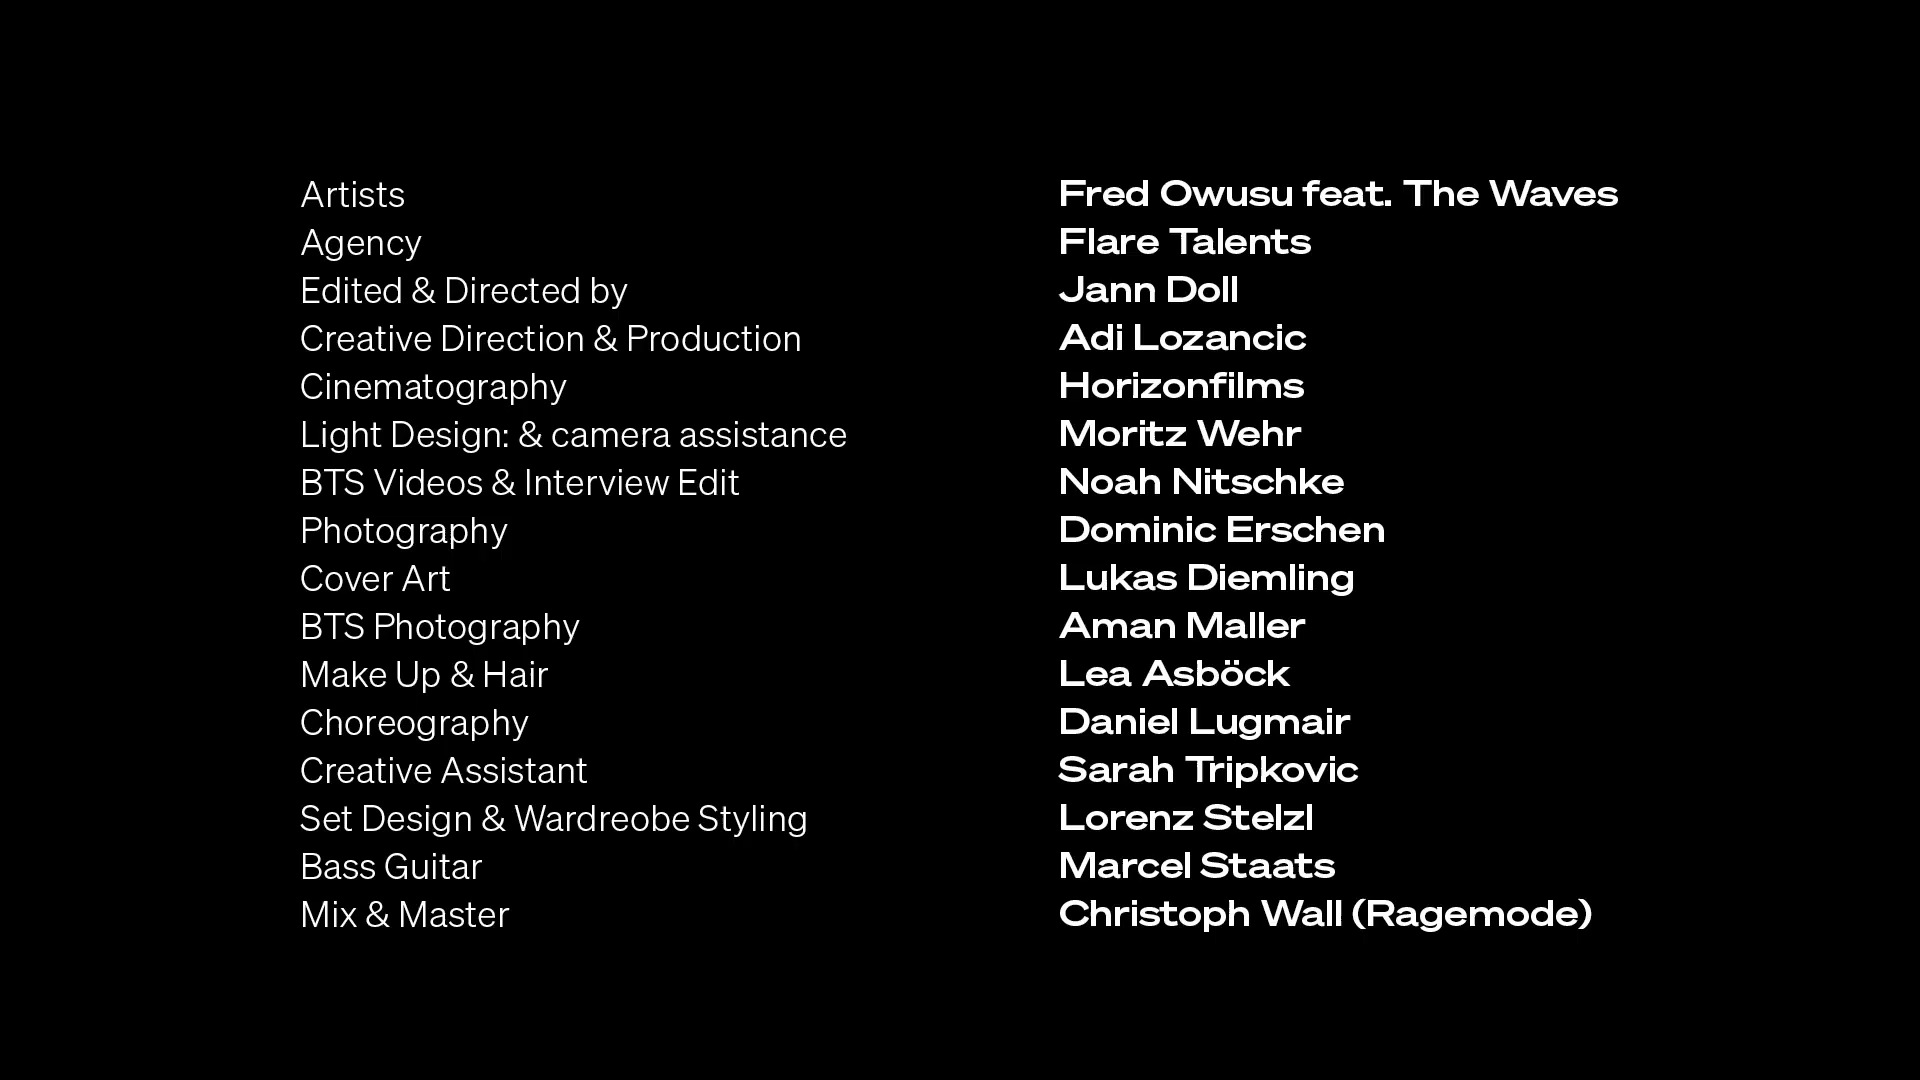 Artists Fred Owusu feat. The Waves
Agency Flare Talents
Edited & Directed by Jann Doll
Creative Direction & Production Adi Lozancic
Cinematography Horizonfilms
Light Design: & camera assistance Moritz Wehr
BTS Videos & Interview Edit Noah Nitschke
Photography Dominic Erschen
Cover Art Lukas Diemling
BTS Photography Aman Maller
Make Up & Hair Lea Asböck
Choreography Daniel Lugmair
Creative Assistant Sarah Tripkovic
Set Design & Wardreobe Styling Lorenz Stelzl
Bass Guitar Marcel Staats
Mix & Master Christoph Wall (Ragemode)